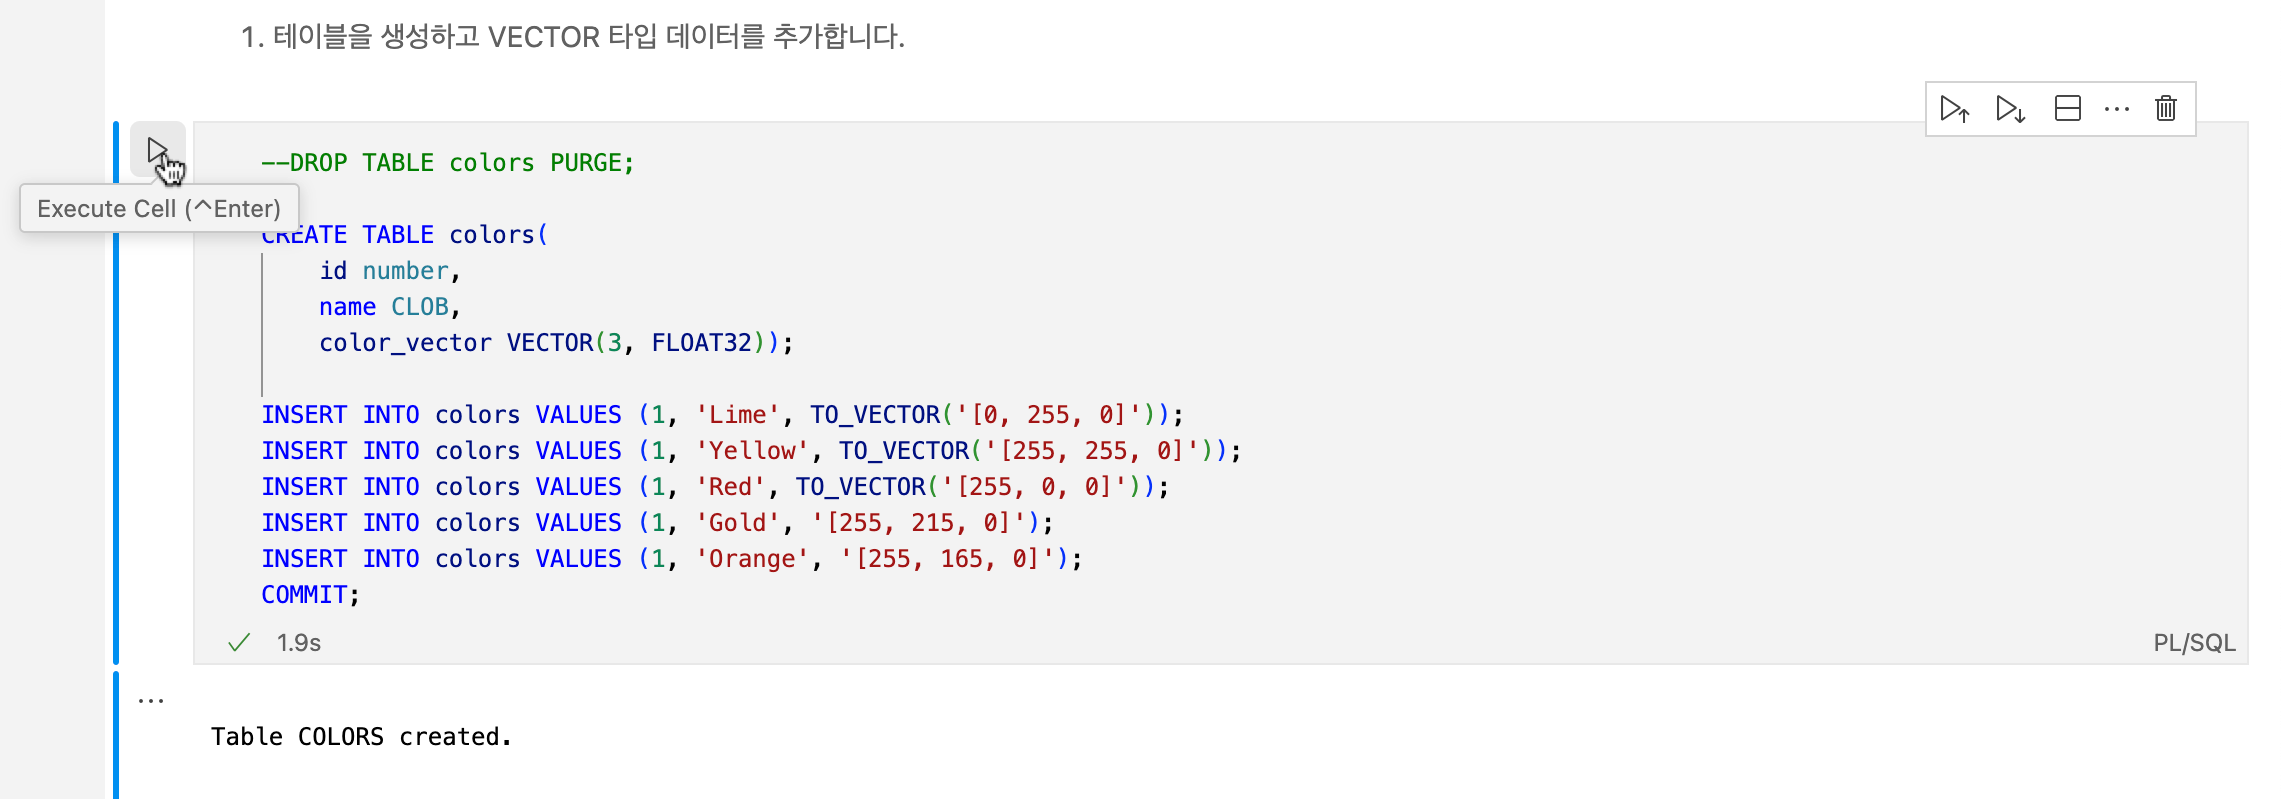 1. 테이블을 생성하고 VECTOR 타입 데이터를 추가합니다.
--DROP TABLE colors PURGE;
Execute Cell (^Enter)
CREATE TABLE colors(
id number,
name CLOB,
color_vector VECTOR(3, FLOAT32));
INSERT INTO colors VALUES (1, 'Lime', TO_VECTOR('[0, 255, 0]'));
INSERT INTO colors VALUES (1, 'Yellow', TO_VECTOR('[255, 255, 0]'));
INSERT INTO colors VALUES (1, 'Red', TO_VECTOR('[255, 0, 0]'));
INSERT INTO colors VALUES (1, 'Gold', '[255, 215, 0]');
INSERT INTO colors VALUES (1, 'Orange', '[255, 165, 0]');
COMMIT;
1.9s
PL/SQL
Table COLORS created.